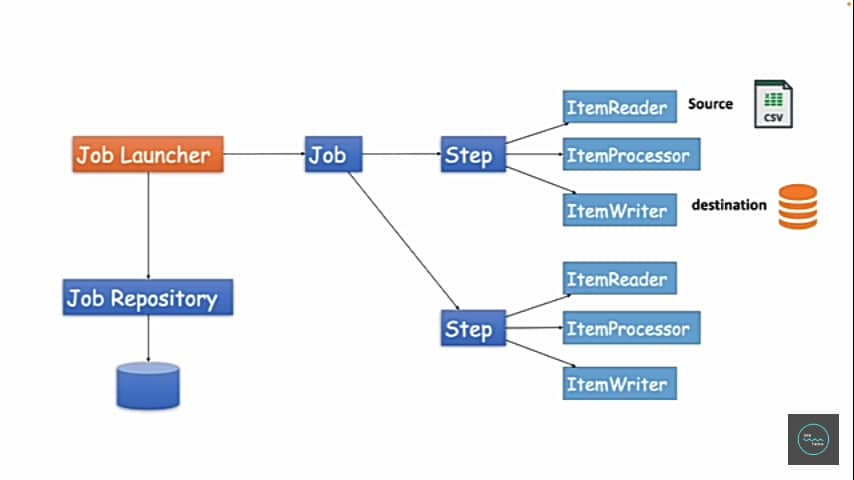 Job Launcher
Job
Step
ItemReader
Source
CSV
ItemProcessor
ItemWriter
destination
Job Repository
Step
ItemReader
ItemProcessor
ItemWriter